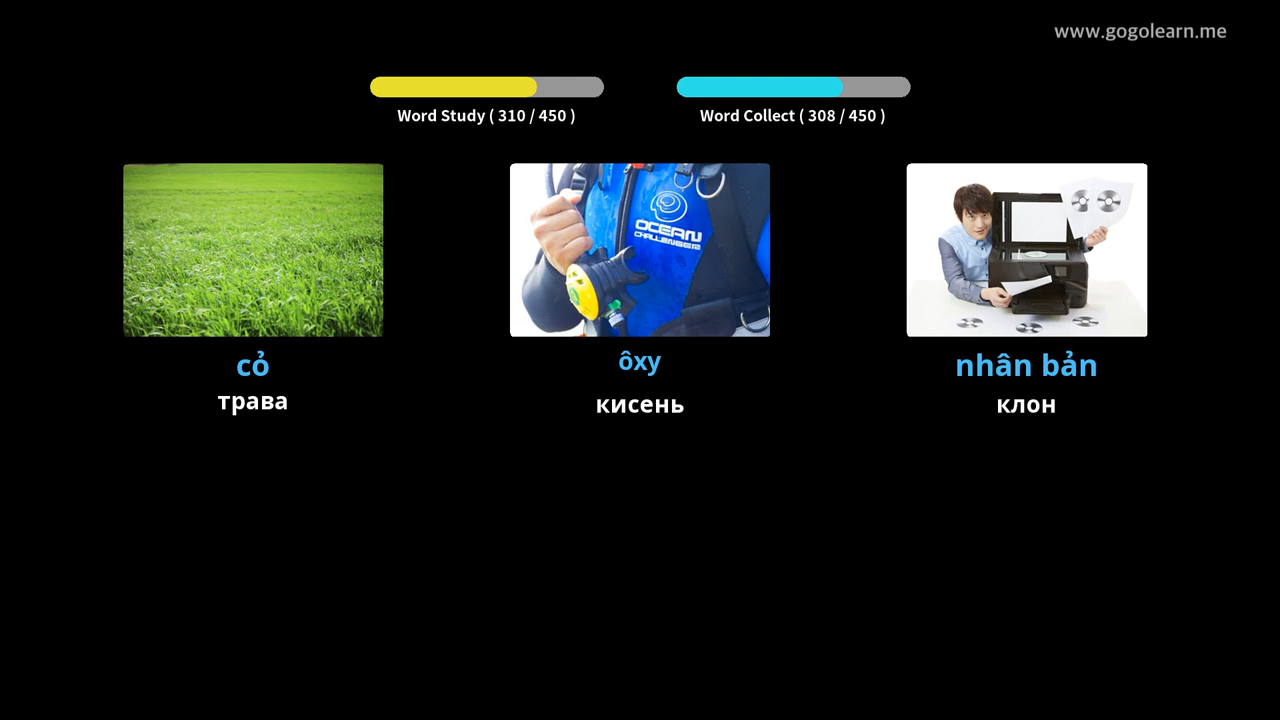 www.gogolearn.me
Word Study ( 310 / 450 )
Word Collect ( 308 / 450 )
OCEAN
CHALLENGER
cỏ
трава
ôxy
кисень
nhân bản
клон